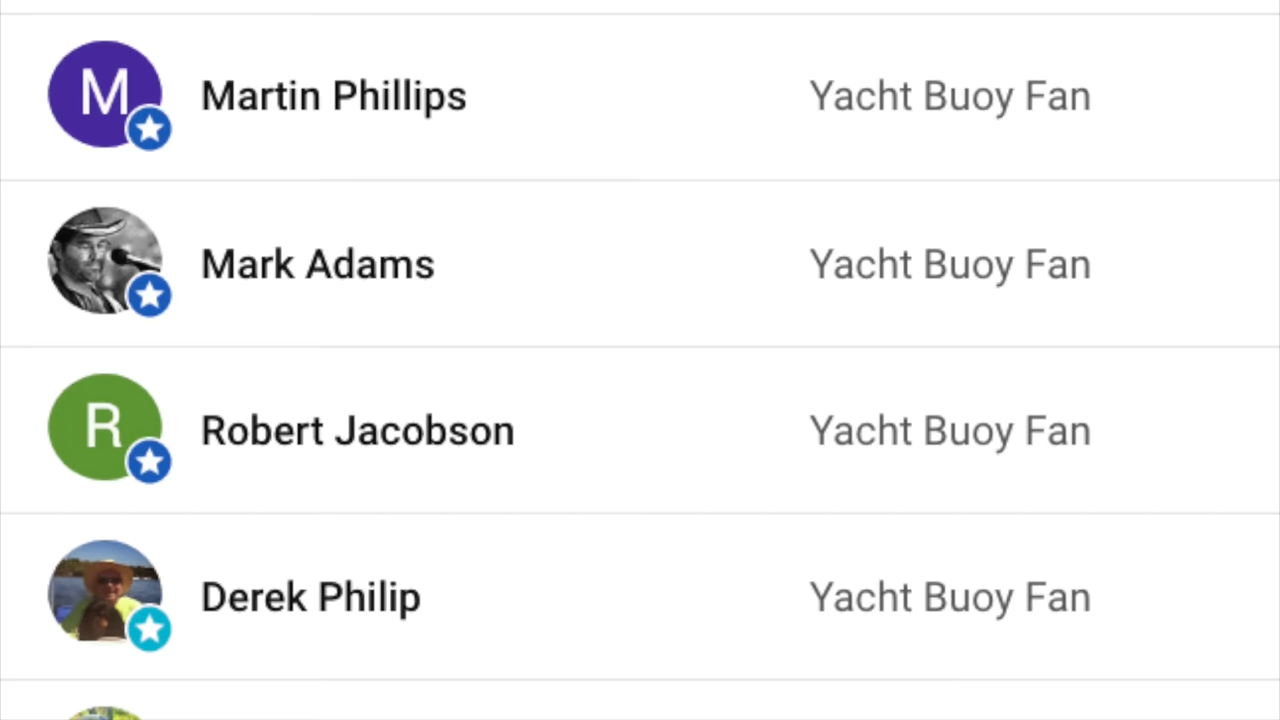 M
Martin Phillips Yacht Buoy Fan
Mark Adams Yacht Buoy Fan
R
Robert Jacobson Yacht Buoy Fan
Derek Philip Yacht Buoy Fan